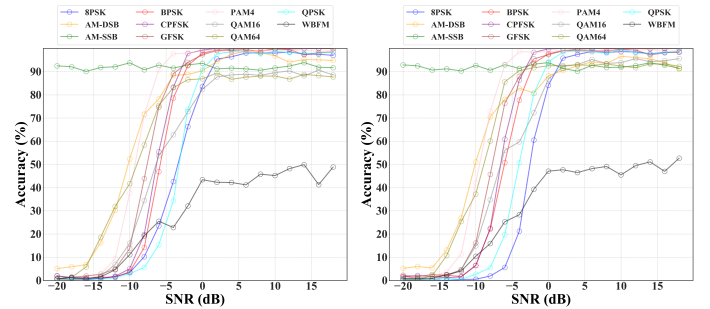 8PSK BPSK PAM4 QPSK
AM-DSB CPFSK QAM16 WBFM
AM-SSB GFSK QAM64
Accuracy (%)
90
80
70
60
50
40
30
20
10
0
−20 −15 −10 −5 0 5 10 15
SNR (dB)
8PSK BPSK PAM4 QPSK
AM-DSB CPFSK QAM16 WBFM
AM-SSB GFSK QAM64
Accuracy (%)
90
80
70
60
50
40
30
20
10
0
−20 −15 −10 −5 0 5 10 15
SNR (dB)